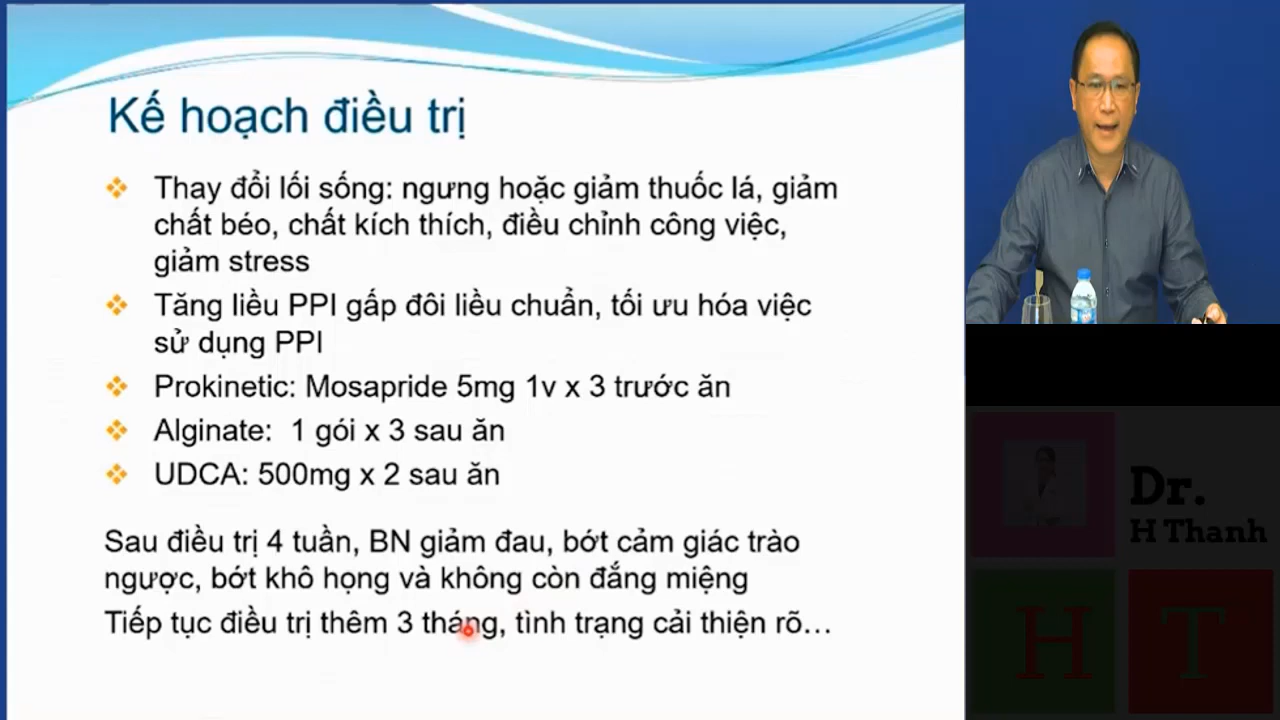 Kế hoạch điều trị
Thay đổi lối sống: ngưng hoặc giảm thuốc lá, giảm
chất béo, chất kích thích, điều chỉnh công việc,
giảm stress
Tăng liều PPI gấp đôi liều chuẩn, tối ưu hóa việc
sử dụng PPI
Prokinetic: Mosapride 5mg 1v x 3 trước ăn
Alginate: 1 gói x 3 sau ăn
UDCA: 500mg x 2 sau ăn
Sau điều trị 4 tuần, BN giảm đau, bớt cảm giác trào
ngược, bớt khô họng và không còn đắng miệng
Tiếp tục điều trị thêm 3 tháng, tình trạng cải thiện rõ...
Dr.
H Thanh
H
T